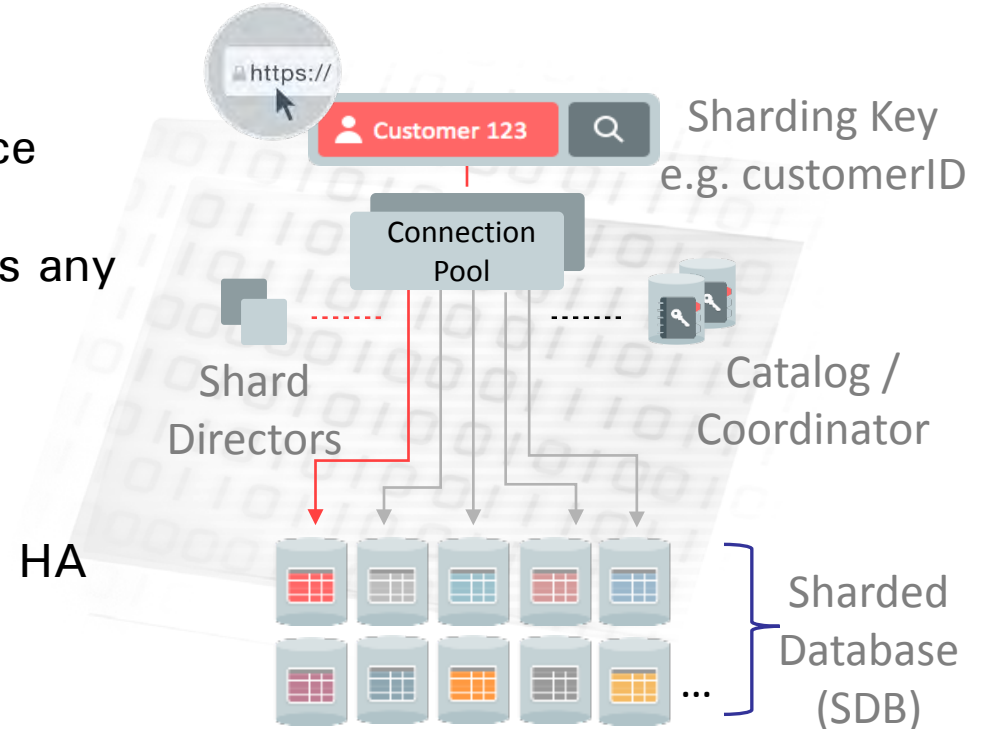 https://
Customer 123
Sharding Key
e.g. customerID
ce
s any
Connection
Pool
Shard
Directors
Catalog /
Coordinator
HA
...
Sharded
Database
(SDB)